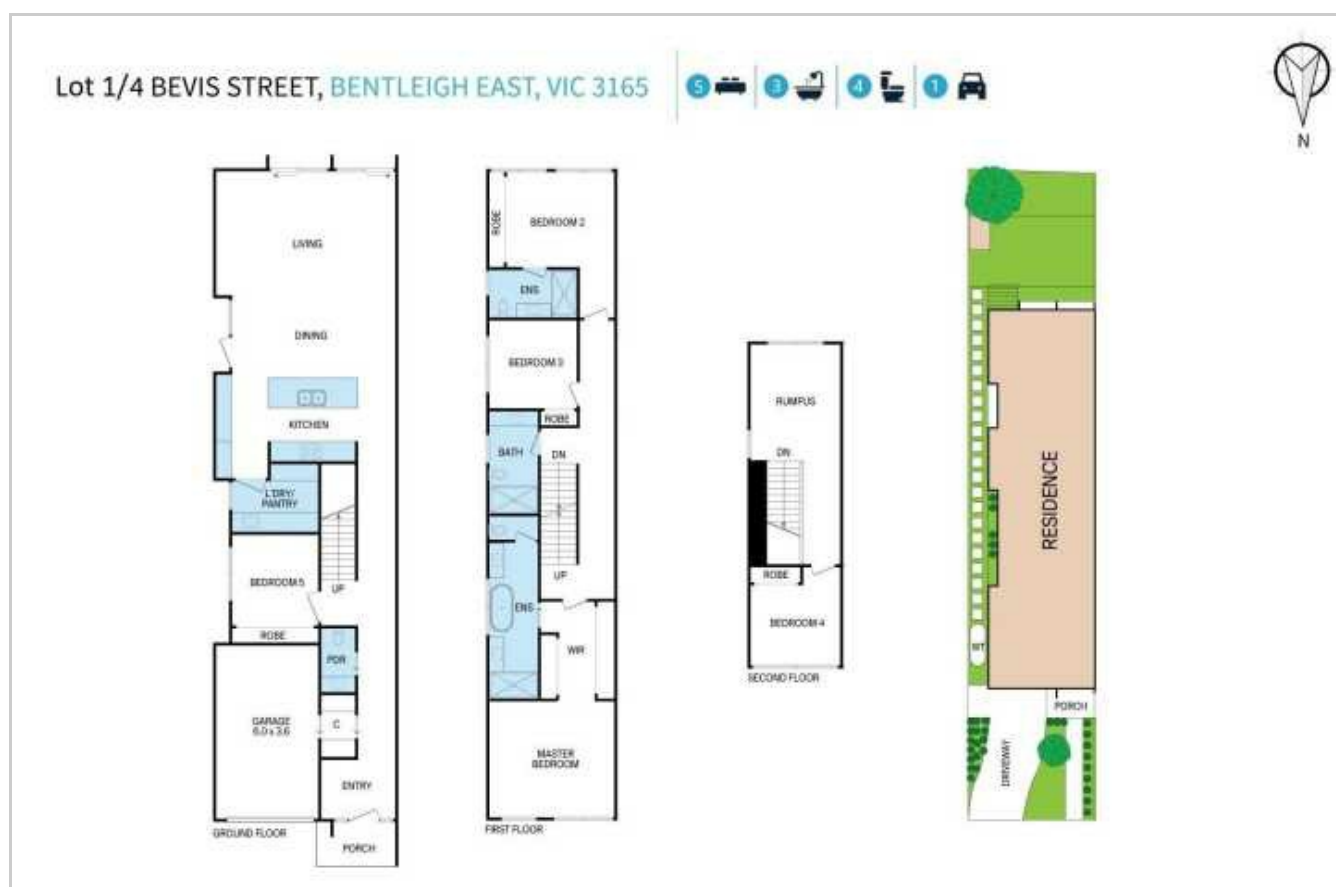 Lot 1/4 BEVIS STREET, BENTLEIGH EAST, VIC 3165
5
3
4
1
N
LIVING
DINING
KITCHEN
L'DRY/
PANTRY
BEDROOM 5
UP
ROBE
PDR
GARAGE
6.0 x 3.6
C
ENTRY
GROUND FLOOR
PORCH
ROBE
BEDROOM 2
ENS
BEDROOM 3
ROBE
BATH
DN
UP
ENS
WIR
MASTER
BEDROOM
FIRST FLOOR
RUMPUS
DN
ROBE
BEDROOM 4
SECOND FLOOR
RESIDENCE
WT
PORCH
DRIVEWAY